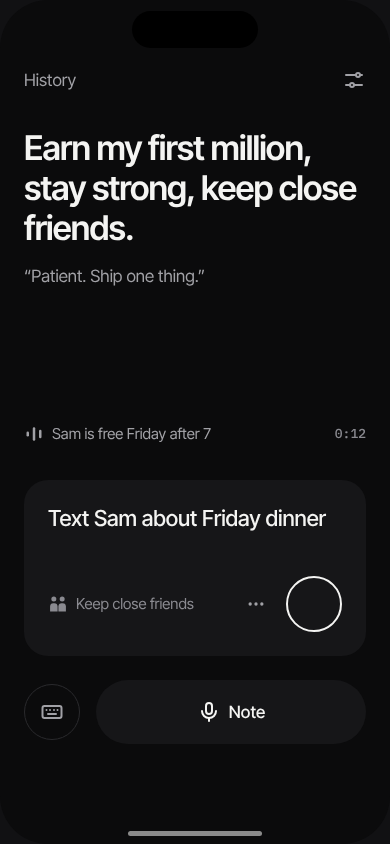 History
Earn my first million,
stay strong, keep close
friends.
“Patient. Ship one thing.”
Sam is free Friday after 7
0:12
Text Sam about Friday dinner
Keep close friends
Note